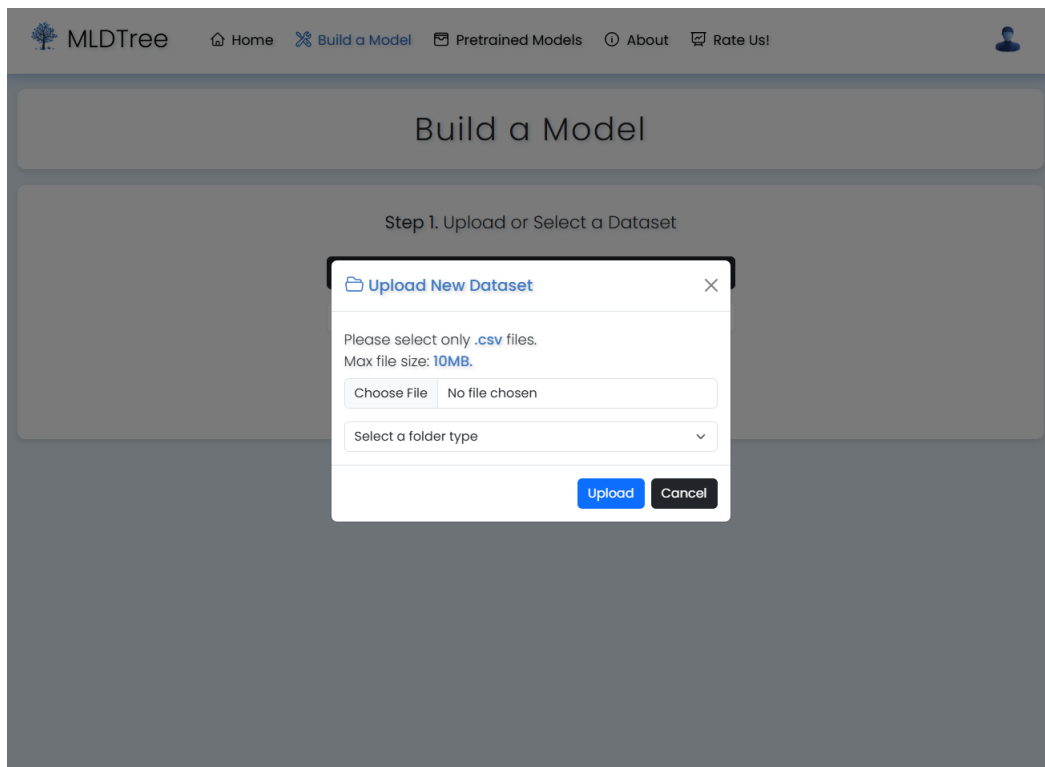 MLDTree Home Build a Model Pretrained Models About Rate Us!
Build a Model
Step 1. Upload or Select a Dataset
Upload New Dataset
Please select only .csv files.
Max file size: 10MB.
Choose File No file chosen
Select a folder type
Upload Cancel